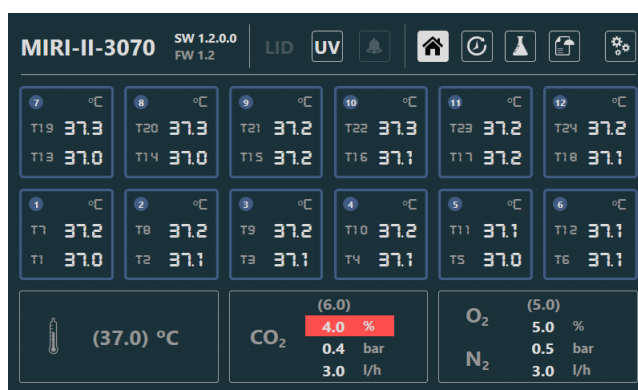 MIRI-II-3070 SW 1.2.0.0 LID UV
FW 1.2
7 °C 8 °C 9 °C 10 °C 11 °C 12 °C
T19 37.3 T20 37.3 T21 37.2 T22 37.3 T23 37.2 T24 37.2
T13 37.0 T14 37.0 T15 37.2 T16 37.1 T17 37.2 T18 37.1
1 °C 2 °C 3 °C 4 °C 5 °C 6 °C
T7 37.2 T8 37.2 T9 37.2 T10 37.2 T11 37.1 T12 37.1
T1 37.0 T2 37.1 T3 37.1 T4 37.1 T5 37.0 T6 37.1
(37.0) °C
CO2
(6.0)
4.0 %
0.4 bar
3.0 l/h
O2
(5.0)
5.0 %
N2
0.5 bar
3.0 l/h